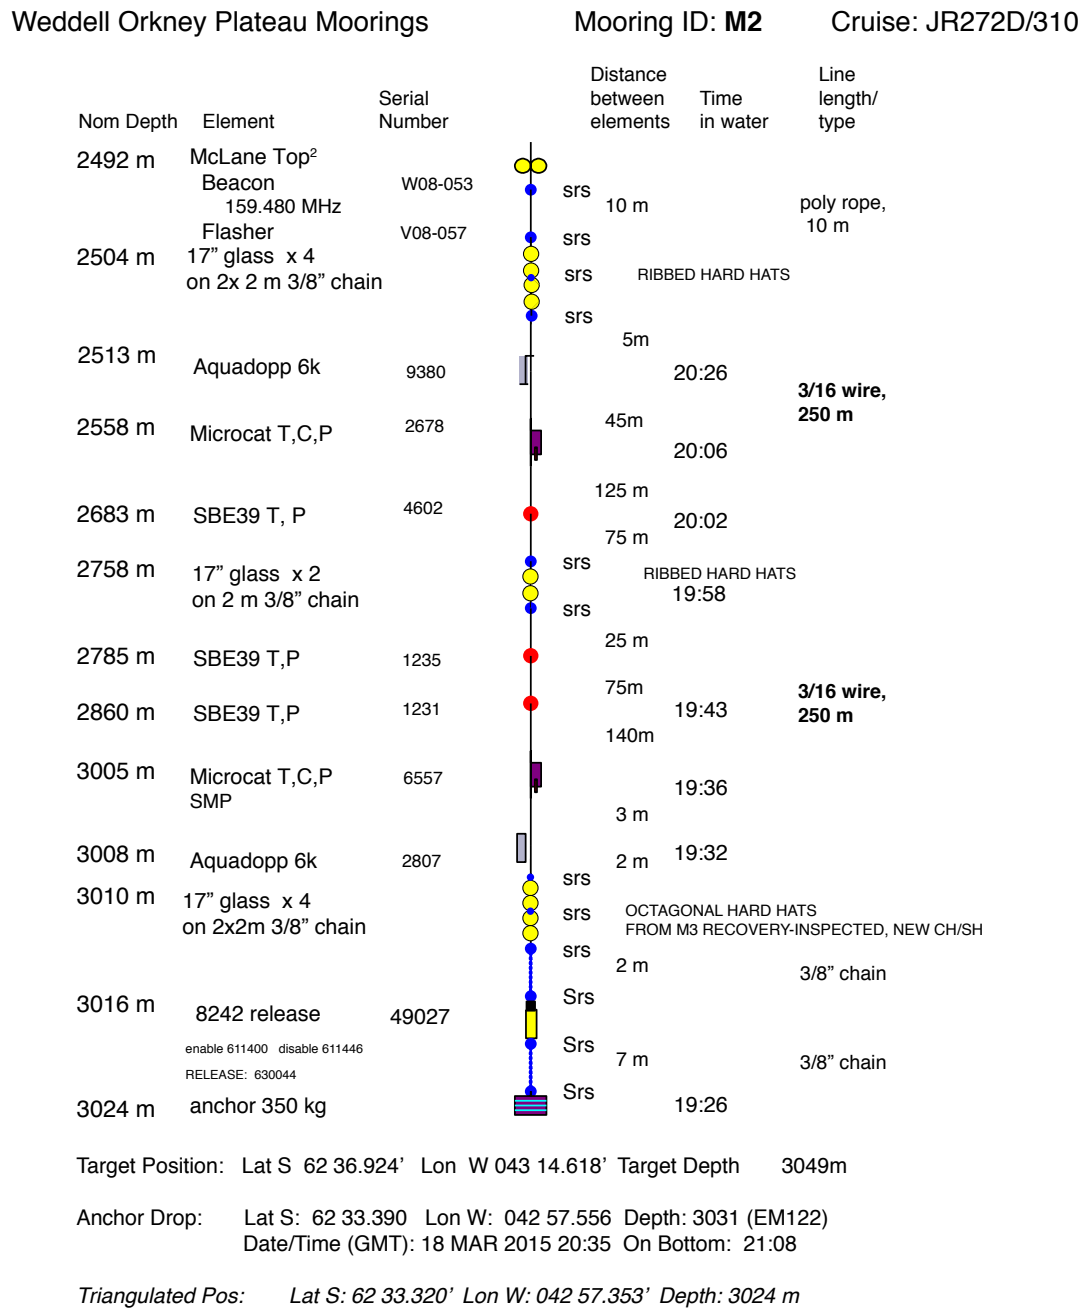 Weddell Orkney Plateau Moorings Mooring ID: M2 Cruise: JR272D/310
Nom Depth Element Serial Number Distance between elements Time in water Line length/ type
2492 m McLane Top²
Beacon W08-053 srs
159.480 MHz 10 m poly rope, 10 m
Flasher V08-057 srs
2504 m 17” glass x 4
on 2x 2 m 3/8” chain srs RIBBED HARD HATS
srs
5m
2513 m Aquadopp 6k 9380 20:26
3/16 wire, 250 m
2558 m Microcat T,C,P 2678 45m 20:06
125 m
2683 m SBE39 T, P 4602 20:02
75 m
2758 m 17” glass x 2 srs RIBBED HARD HATS
on 2 m 3/8” chain srs 19:58
25 m
2785 m SBE39 T,P 1235
75m 3/16 wire, 250 m
2860 m SBE39 T,P 1231 19:43
140m
3005 m Microcat T,C,P 6557 19:36
SMP
3 m
3008 m Aquadopp 6k 2807 2 m 19:32
srs
3010 m 17” glass x 4
on 2x2m 3/8” chain srs OCTAGONAL HARD HATS
FROM M3 RECOVERY-INSPECTED, NEW CH/SH
srs
2 m 3/8” chain
3016 m 8242 release 49027 Srs
enable 611400 disable 611446 Srs
7 m 3/8” chain
RELEASE: 630044
Srs
3024 m anchor 350 kg 19:26
Target Position: Lat S 62 36.924’ Lon W 043 14.618’ Target Depth 3049m
Anchor Drop: Lat S: 62 33.390 Lon W: 042 57.556 Depth: 3031 (EM122)
Date/Time (GMT): 18 MAR 2015 20:35 On Bottom: 21:08
Triangulated Pos: Lat S: 62 33.320’ Lon W: 042 57.353’ Depth: 3024 m